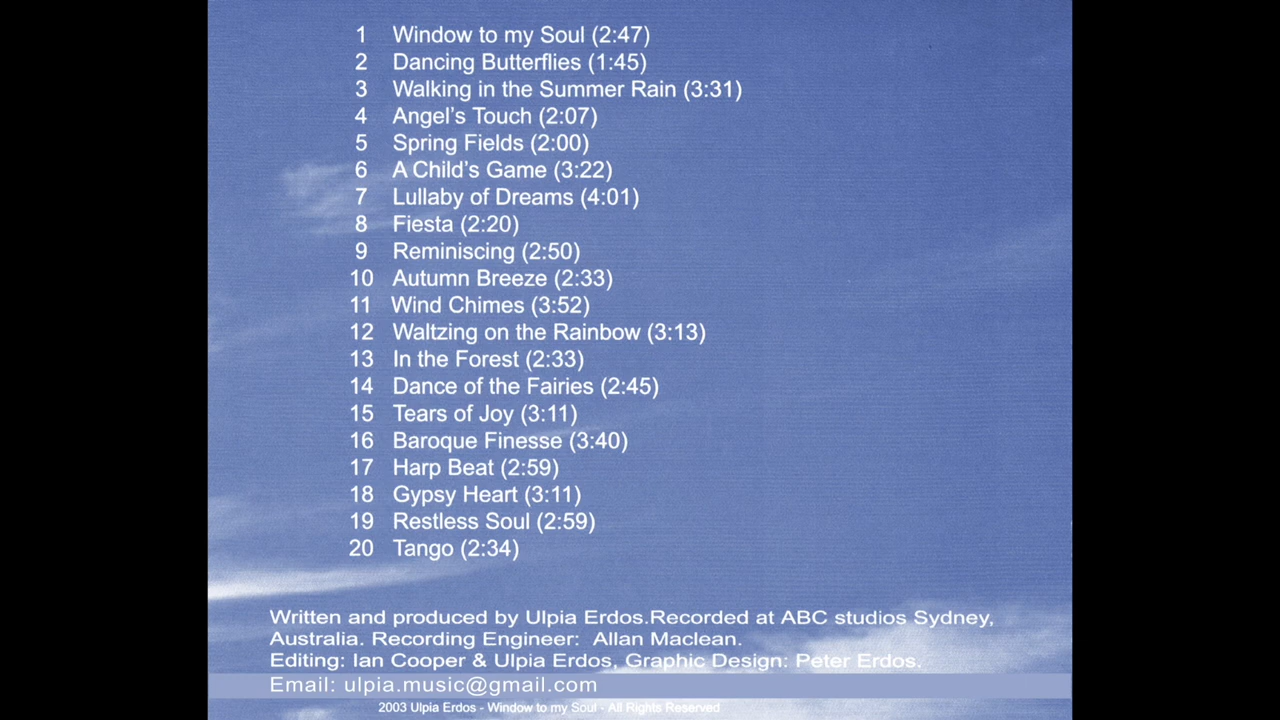 1 Window to my Soul (2:47)
2 Dancing Butterflies (1:45)
3 Walking in the Summer Rain (3:31)
4 Angel's Touch (2:07)
5 Spring Fields (2:00)
6 A Child's Game (3:22)
7 Lullaby of Dreams (4:01)
8 Fiesta (2:20)
9 Reminiscing (2:50)
10 Autumn Breeze (2:33)
11 Wind Chimes (3:52)
12 Waltzing on the Rainbow (3:13)
13 In the Forest (2:33)
14 Dance of the Fairies (2:45)
15 Tears of Joy (3:11)
16 Baroque Finesse (3:40)
17 Harp Beat (2:59)
18 Gypsy Heart (3:11)
19 Restless Soul (2:59)
20 Tango (2:34)
Written and produced by Ulpia Erdos.Recorded at ABC studios Sydney,
Australia. Recording Engineer: Allan Maclean.
Editing: Ian Cooper & Ulpia Erdos, Graphic Design: Peter Erdos.
Email: ulpia.music@gmail.com
2003 Ulpia Erdos - Window to my Soul - All Rights Reserved